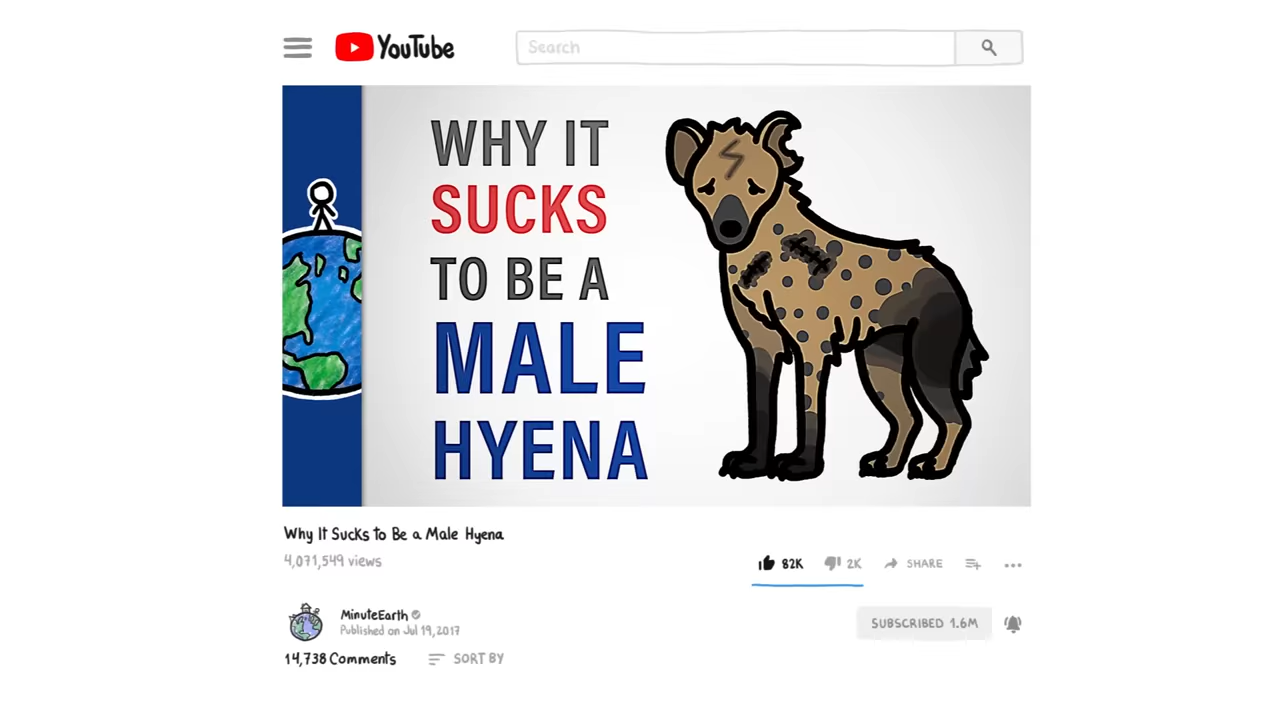 YouTube
Search
WHY IT
SUCKS
TO BE A
MALE
HYENA
Why It Sucks to Be a Male Hyena
4,071,549 views
82K 2K SHARE
MinuteEarth
Published on Jul 19, 2017
SUBSCRIBED 1.6M
14,738 Comments SORT BY